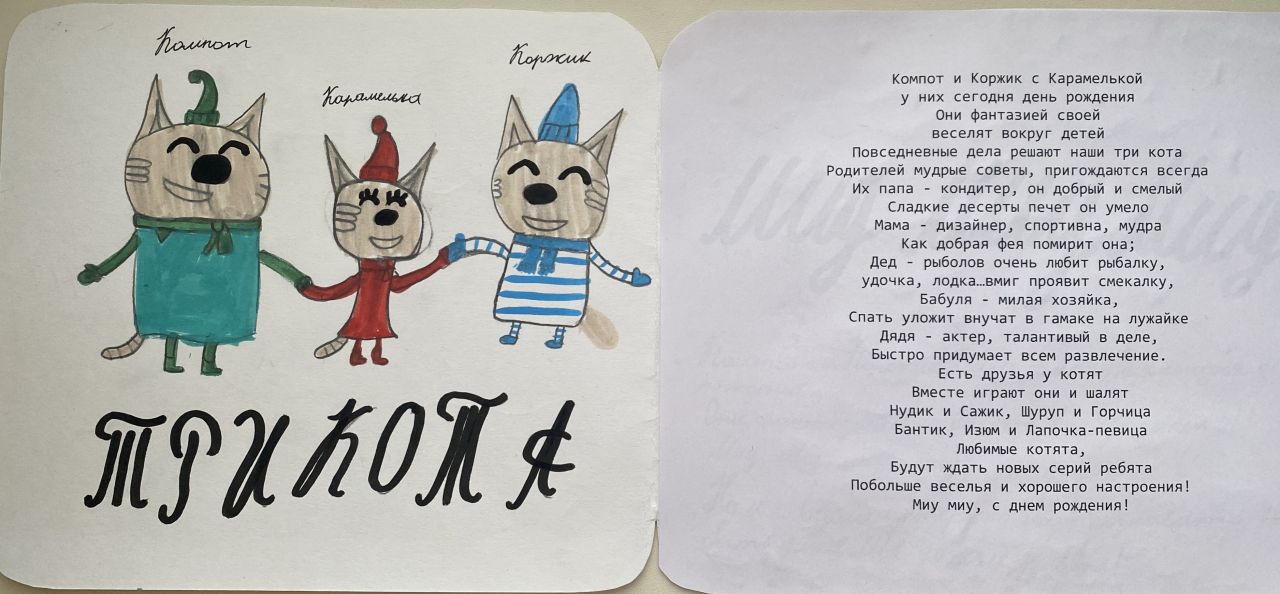 Компот
Карамелька
Коржик
ТРИ КОТА
Компот и Коржик с Карамелькой
у них сегодня день рождения
Они фантазией своей
веселят вокруг детей
Повседневные дела решают наши три кота
Родителей мудрые советы, пригождаются всегда
Их папа - кондитер, он добрый и смелый
Сладкие десерты печет он умело
Мама - дизайнер, спортивна, мудра
Как добрая фея помирит она;
Дед - рыболов очень любит рыбалку,
удочка, лодка…вмиг проявит смекалку,
Бабуля - милая хозяйка,
Спать уложит внучат в гамаке на лужайке
Дядя - актер, талантивый в деле,
Быстро придумает всем развлечение.
Есть друзья у котят
Вместе играют они и шалят
Нудик и Сажик, Шуруп и Горчица
Бантик, Изюм и Лапочка-певица
Любимые котята,
Будут ждать новых серий ребята
Побольше веселья и хорошего настроения!
Миу миу, с днем рождения!